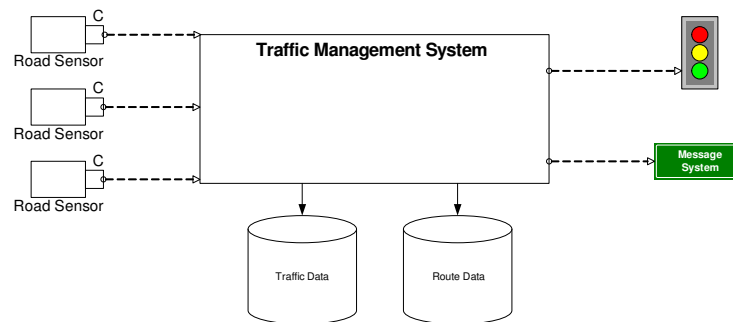 C
Road Sensor
C
Road Sensor
C
Road Sensor
Traffic Management System
Message
System
Traffic Data
Route Data